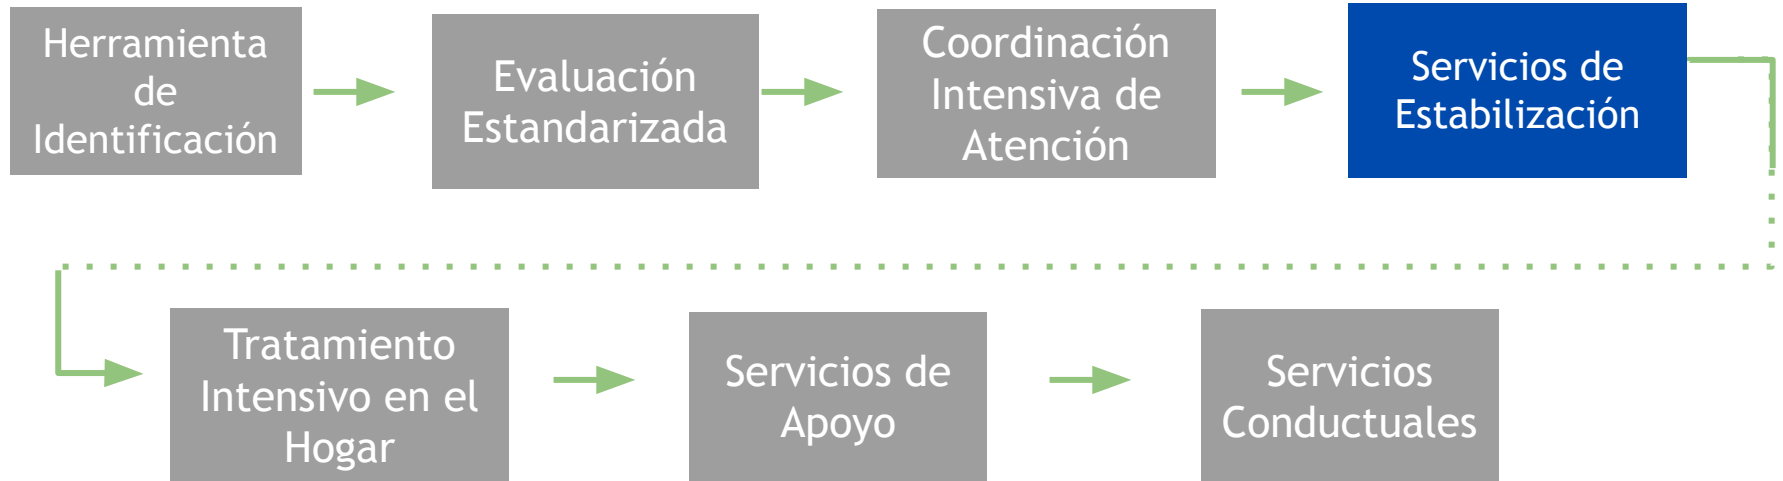 Herramienta
de
Identificación
Evaluación
Estandarizada
Coordinación
Intensiva de
Atención
Servicios de
Estabilización
Tratamiento
Intensivo en el
Hogar
Servicios de
Apoyo
Servicios
Conductuales